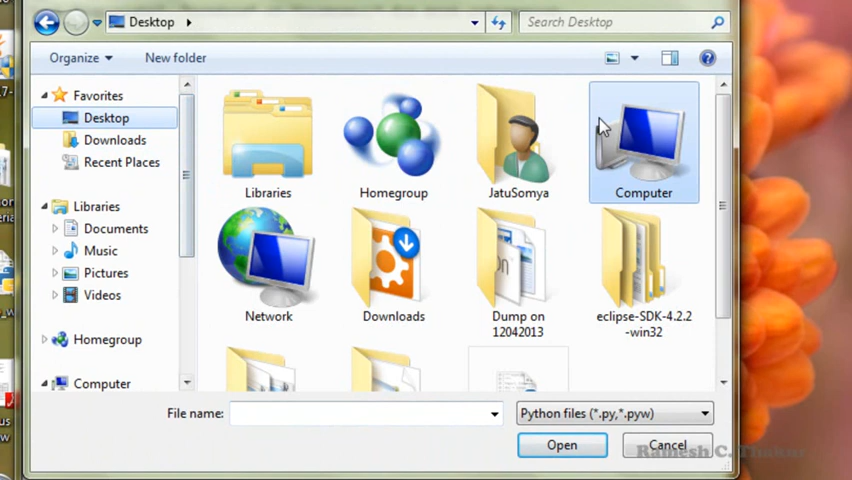 Desktop
Search Desktop
Organize
New folder
Favorites
Desktop
Downloads
Recent Places
Libraries
Documents
Music
Pictures
Videos
Homegroup
Computer
Libraries
Homegroup
JatuSomya
Computer
Network
Downloads
Dump on
12042013
eclipse-SDK-4.2.2
-win32
File name:
Python files (*.py,*.pyw)
Open
Cancel
Ramesh C. Thakur